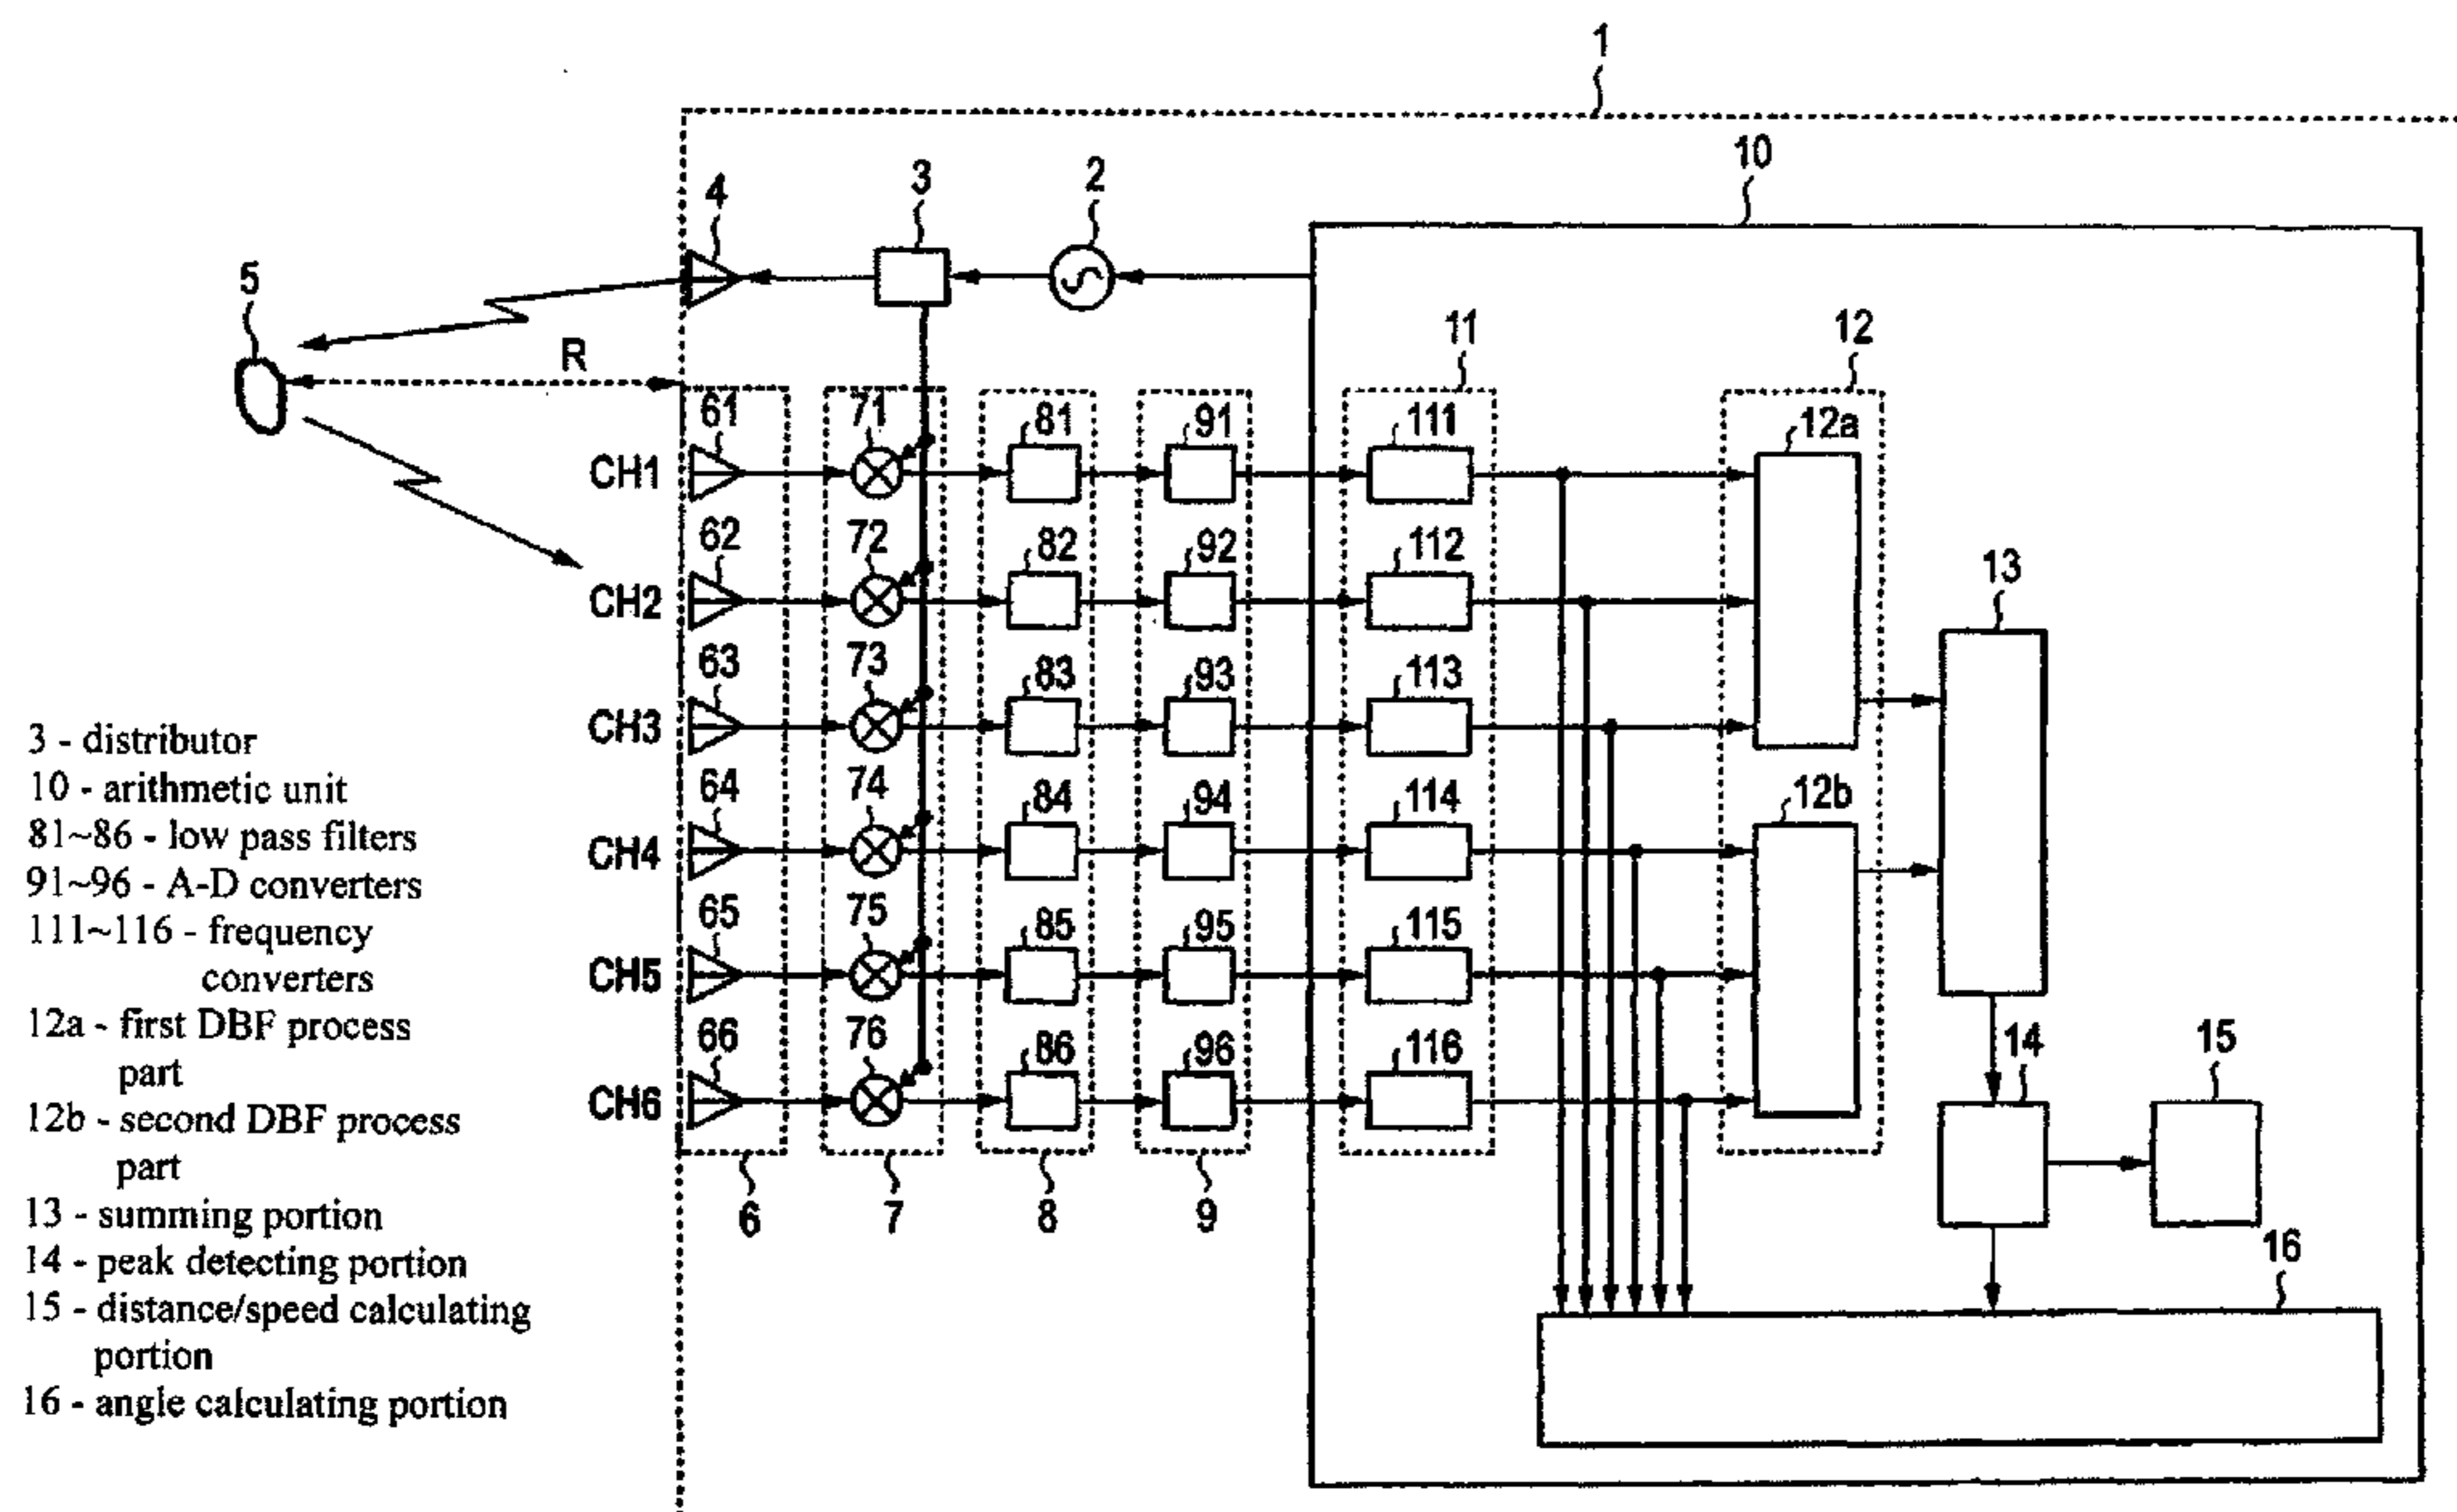 1
10
4
3
2
5
R
11
12
61
71
81
91
111
12a
CH1
62
72
82
92
112
CH2
13
63
73
83
93
113
CH3
64
74
84
94
114
12b
CH4
65
75
85
95
115
CH5
66
76
86
96
116
14
15
CH6
6
7
8
9
16
3 - distributor
10 - arithmetic unit
81~86 - low pass filters
91~96 - A-D converters
111~116 - frequency
converters
12a - first DBF process
part
12b - second DBF process
part
13 - summing portion
14 - peak detecting portion
15 - distance/speed calculating
portion
16 - angle calculating portion